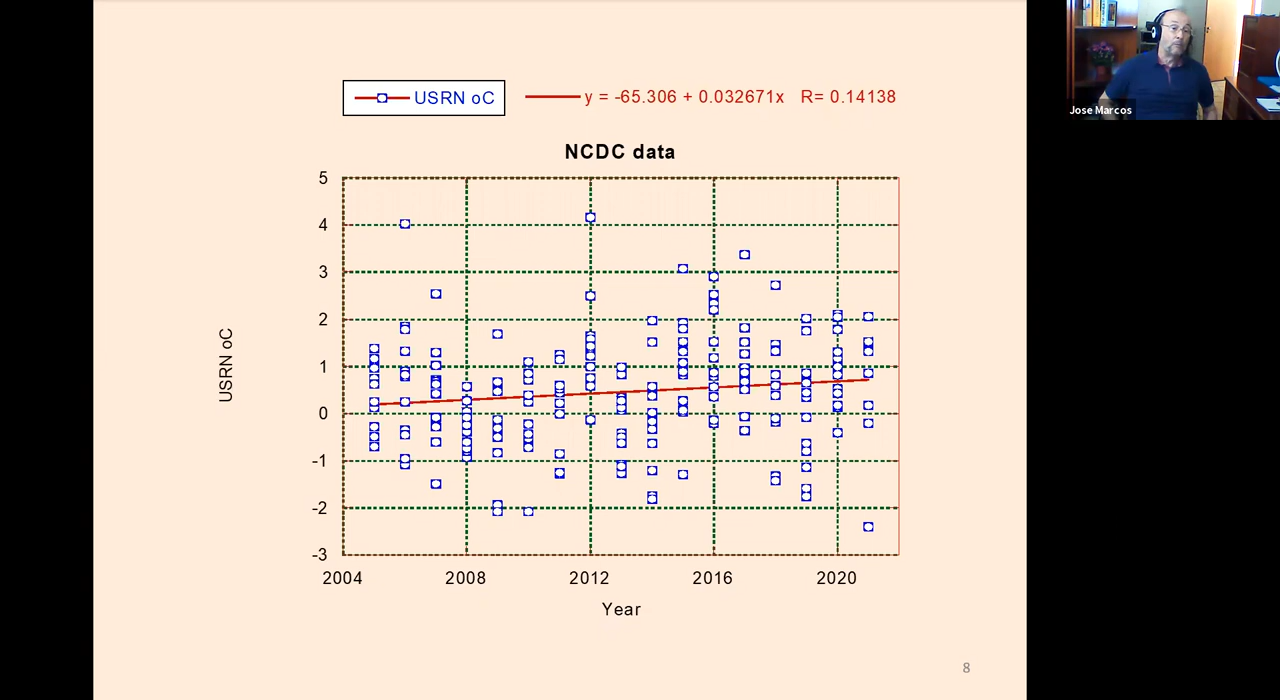 USRN oC
y = -65.306 + 0.032671x R= 0.14138
NCDC data
5
4
3
2
1
0
-1
-2
-3
USRN oC
2004 2008 2012 2016 2020
Year
8
Jose Marcos